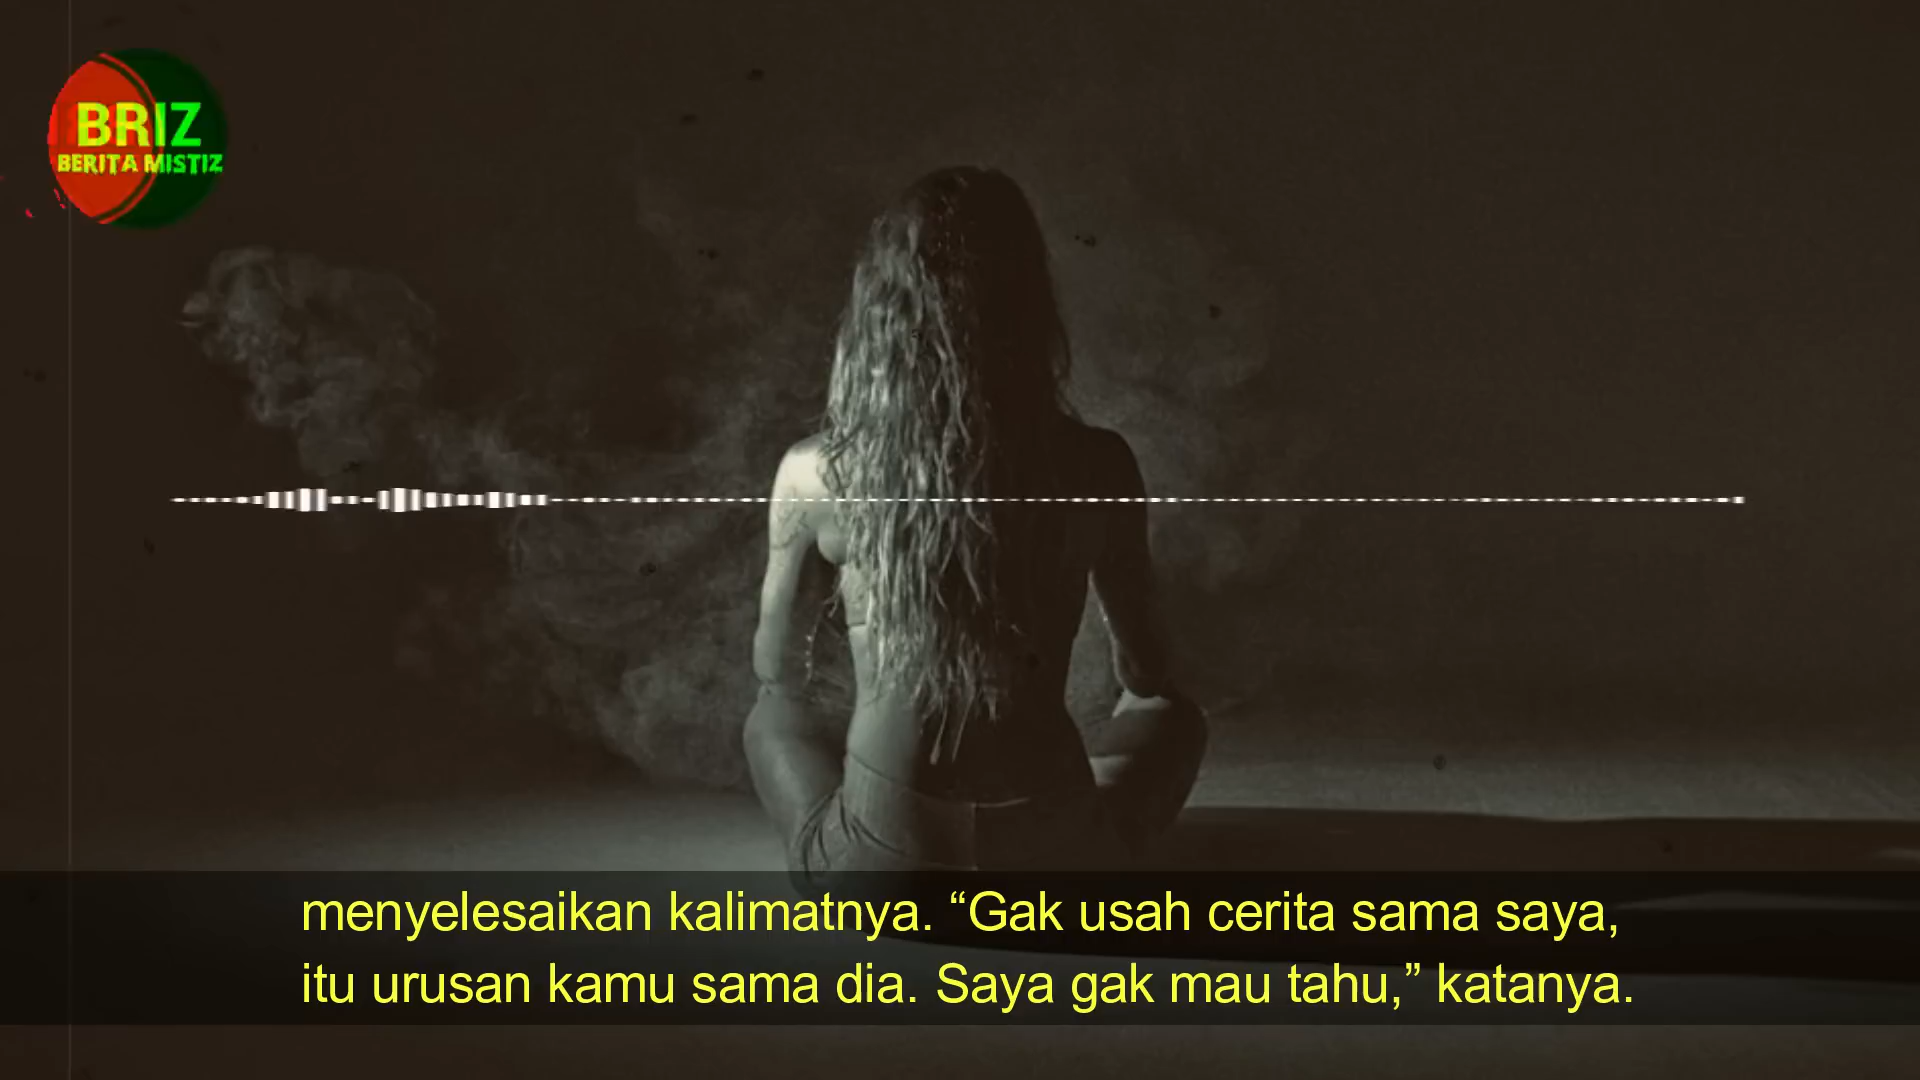 BRIZ
BERITA MISTIZ
menyelesaikan kalimatnya. “Gak usah cerita sama saya,
itu urusan kamu sama dia. Saya gak mau tahu,” katanya.